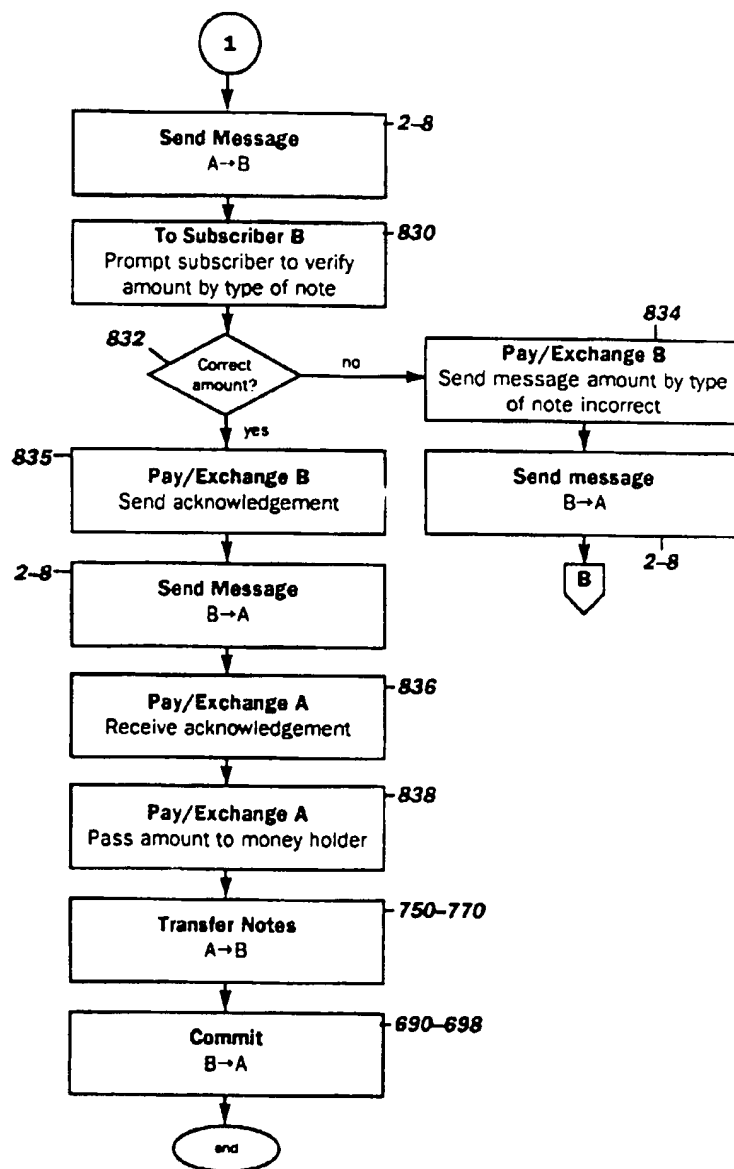 1
Send Message
A→B
2–8
To Subscriber B
Prompt subscriber to verify
amount by type of note
830
832
Correct
amount?
no
yes
834
Pay/Exchange B
Send message amount by type
of note incorrect
Send message
B→A
2–8
B
835
Pay/Exchange B
Send acknowledgement
2–8
Send Message
B→A
Pay/Exchange A
Receive acknowledgement
836
Pay/Exchange A
Pass amount to money holder
838
Transfer Notes
A→B
750–770
Commit
B→A
690–698
end